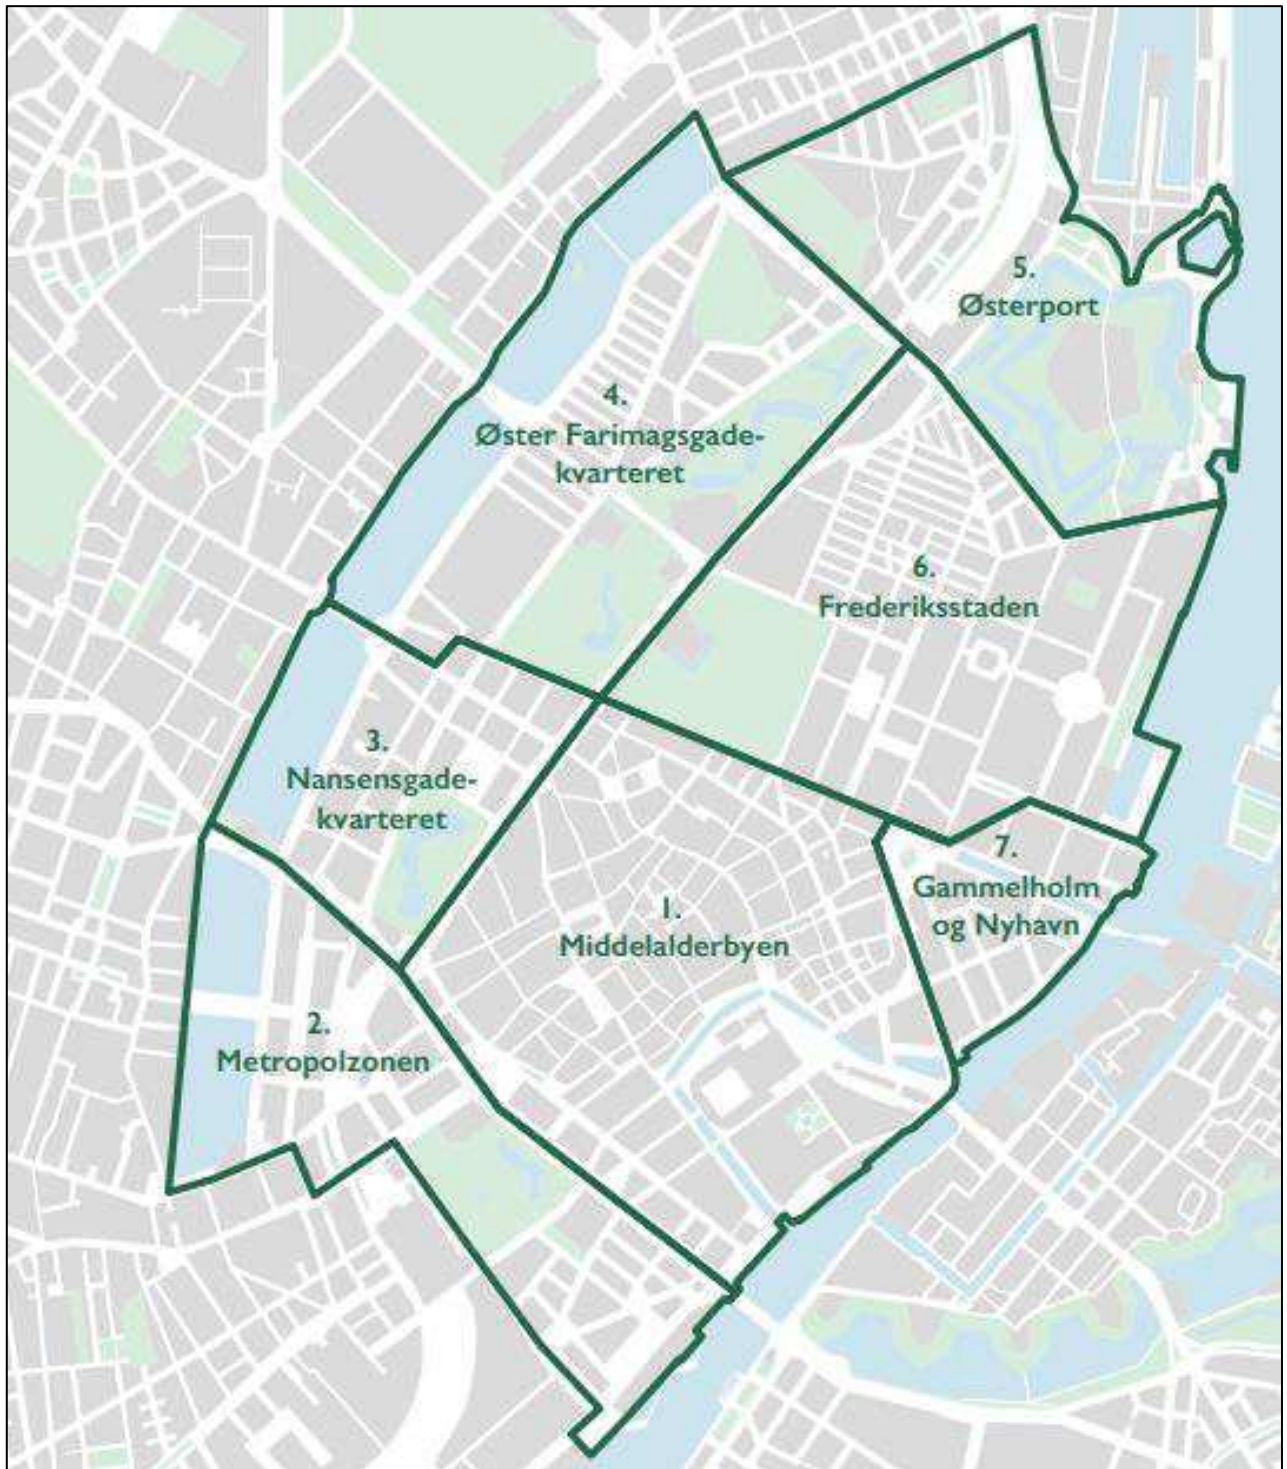 5.
Østerport
4.
Øster Farimagsgade-
kvarteret
6.
Frederiksstaden
3.
Nansensgade-
kvarteret
7.
Gammelholm
og Nyhavn
1.
Middelalderbyen
2.
Metropolzonen